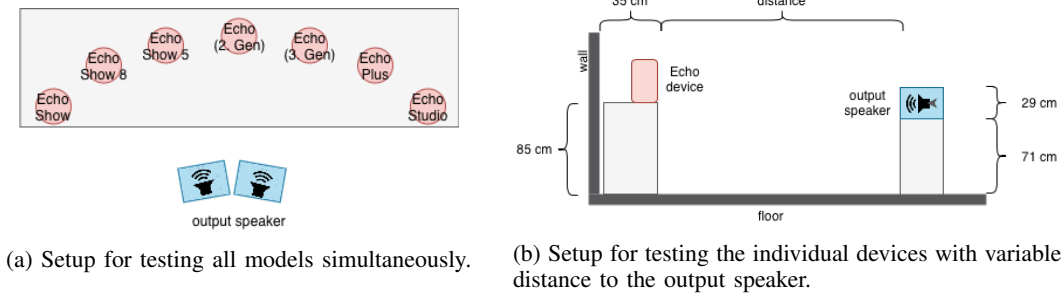 Echo
Show
Echo
Show 8
Echo
Show 5
Echo
(2. Gen)
Echo
(3. Gen)
Echo
Plus
Echo
Studio
output speaker
(a) Setup for testing all models simultaneously.
35 cm
distance
wall
Echo
device
output
speaker
29 cm
85 cm
71 cm
floor
(b) Setup for testing the individual devices with variable
distance to the output speaker.